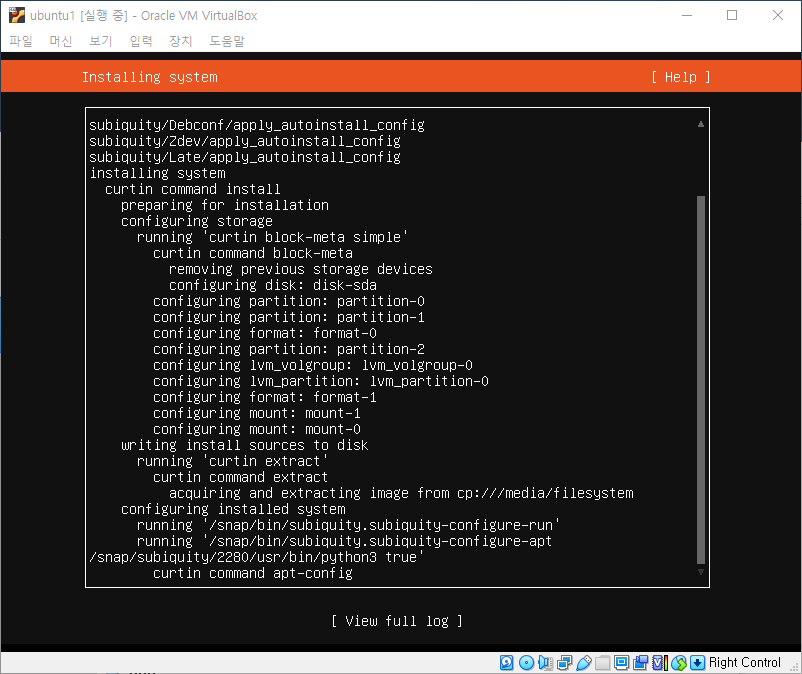 ubuntu1 [실행 중] - Oracle VM VirtualBox
파일 머신 보기 입력 장치 도움말
Installing system [ Help ]
subiquity/Debconf/apply_autoinstall_config
subiquity/Zdev/apply_autoinstall_config
subiquity/Late/apply_autoinstall_config
installing system
curtin command install
preparing for installation
configuring storage
running 'curtin block-meta simple'
curtin command block-meta
removing previous storage devices
configuring disk: disk-sda
configuring partition: partition-0
configuring partition: partition-1
configuring format: format-0
configuring partition: partition-2
configuring lvm_volgroup: lvm_volgroup-0
configuring lvm_partition: lvm_partition-0
configuring format: format-1
configuring mount: mount-1
configuring mount: mount-0
writing install sources to disk
running 'curtin extract'
curtin command extract
acquiring and extracting image from cp:///media/filesystem
configuring installed system
running '/snap/bin/subiquity.subiquity-configure-run'
running '/snap/bin/subiquity.subiquity-configure-apt
/snap/subiquity/2280/usr/bin/python3 true'
curtin command apt-config
[ View full log ]
Right Control